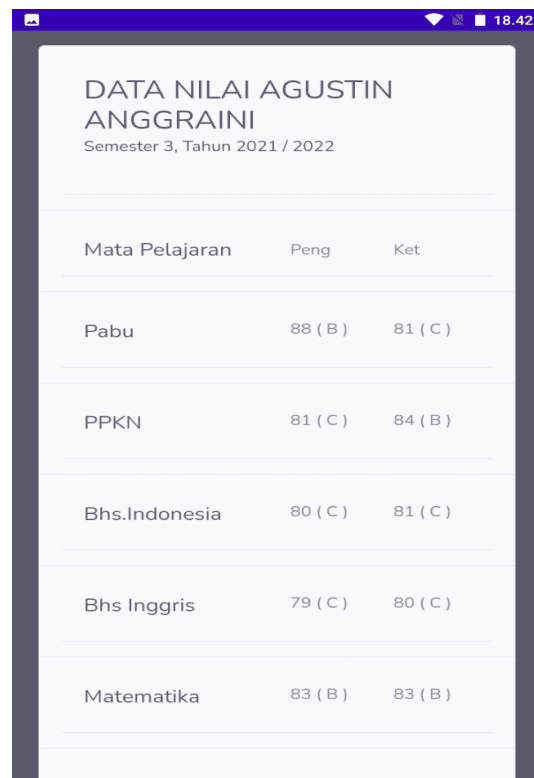 18.42
DATA NILAI AGUSTIN
ANGGRAINI
Semester 3, Tahun 2021 / 2022
Mata Pelajaran Peng Ket
Pabu 88 ( B ) 81 ( C )
PPKN 81 ( C ) 84 ( B )
Bhs.Indonesia 80 ( C ) 81 ( C )
Bhs Inggris 79 ( C ) 80 ( C )
Matematika 83 ( B ) 83 ( B )